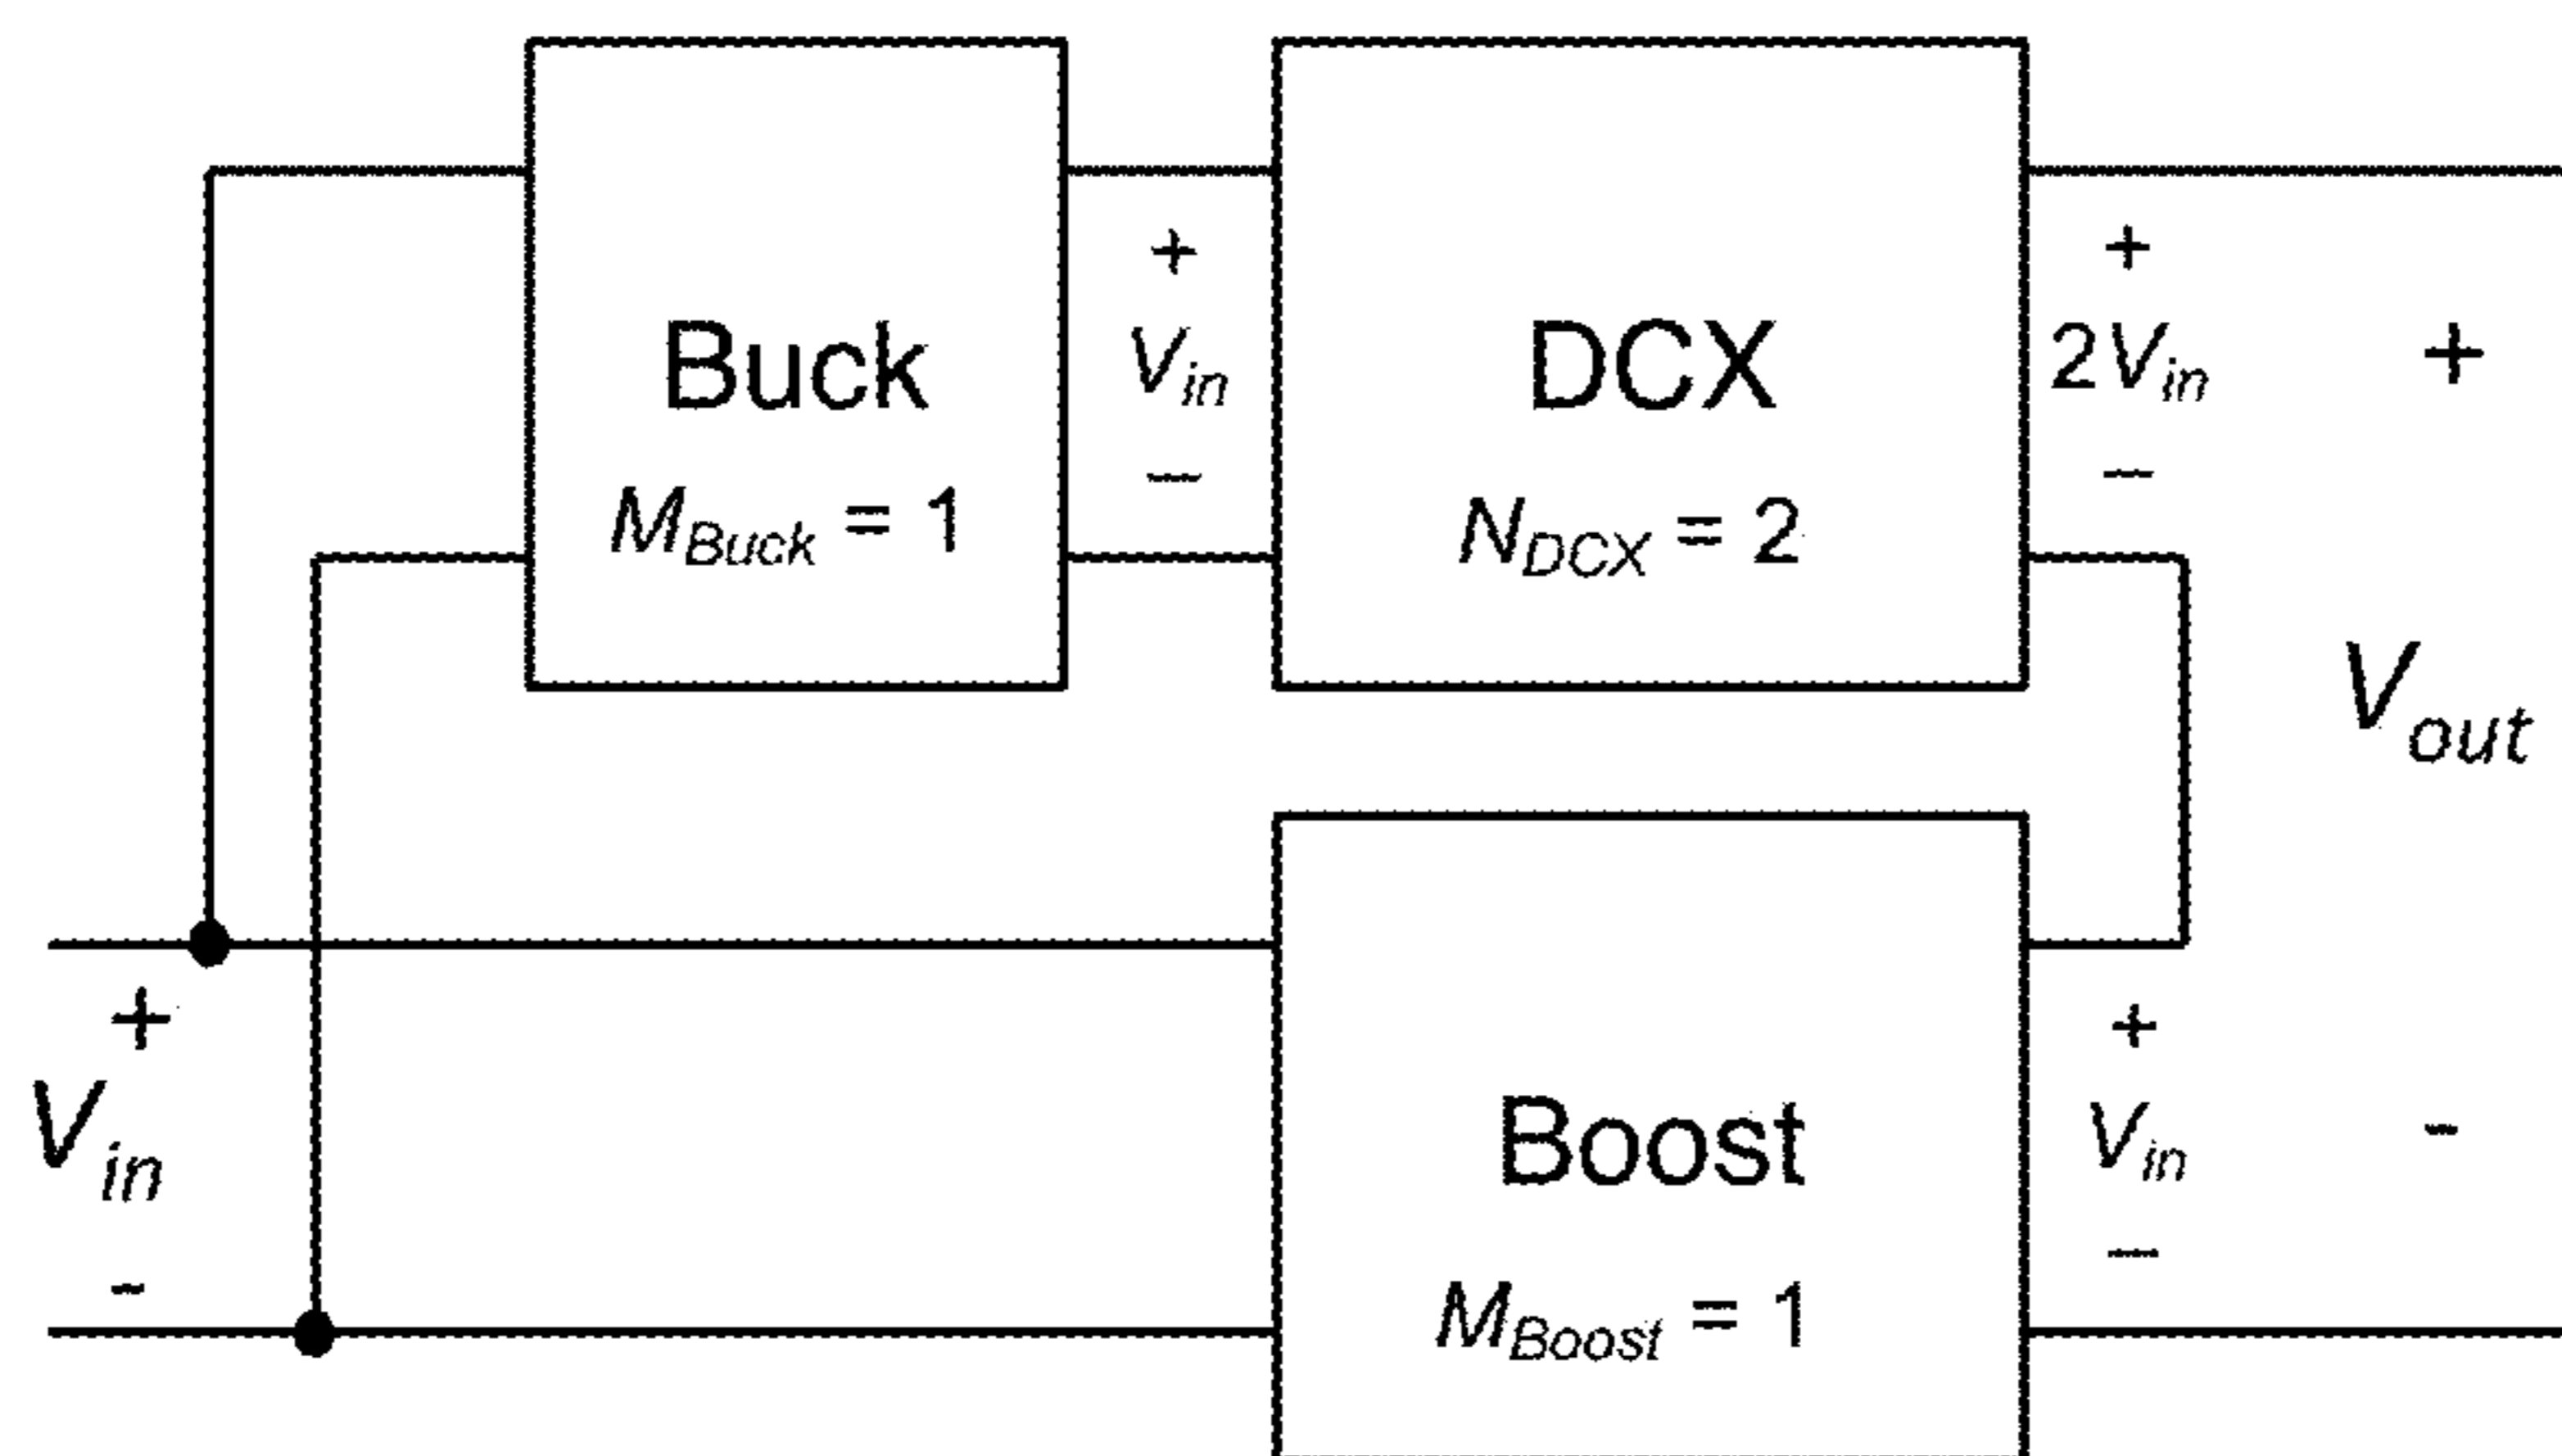 Buck
M_Buck = 1
+
V_in
−
DCX
N_DCX = 2
+
2V_in
−
+
V_out
-
+
V_in
-
Boost
M_Boost = 1
+
V_in
−